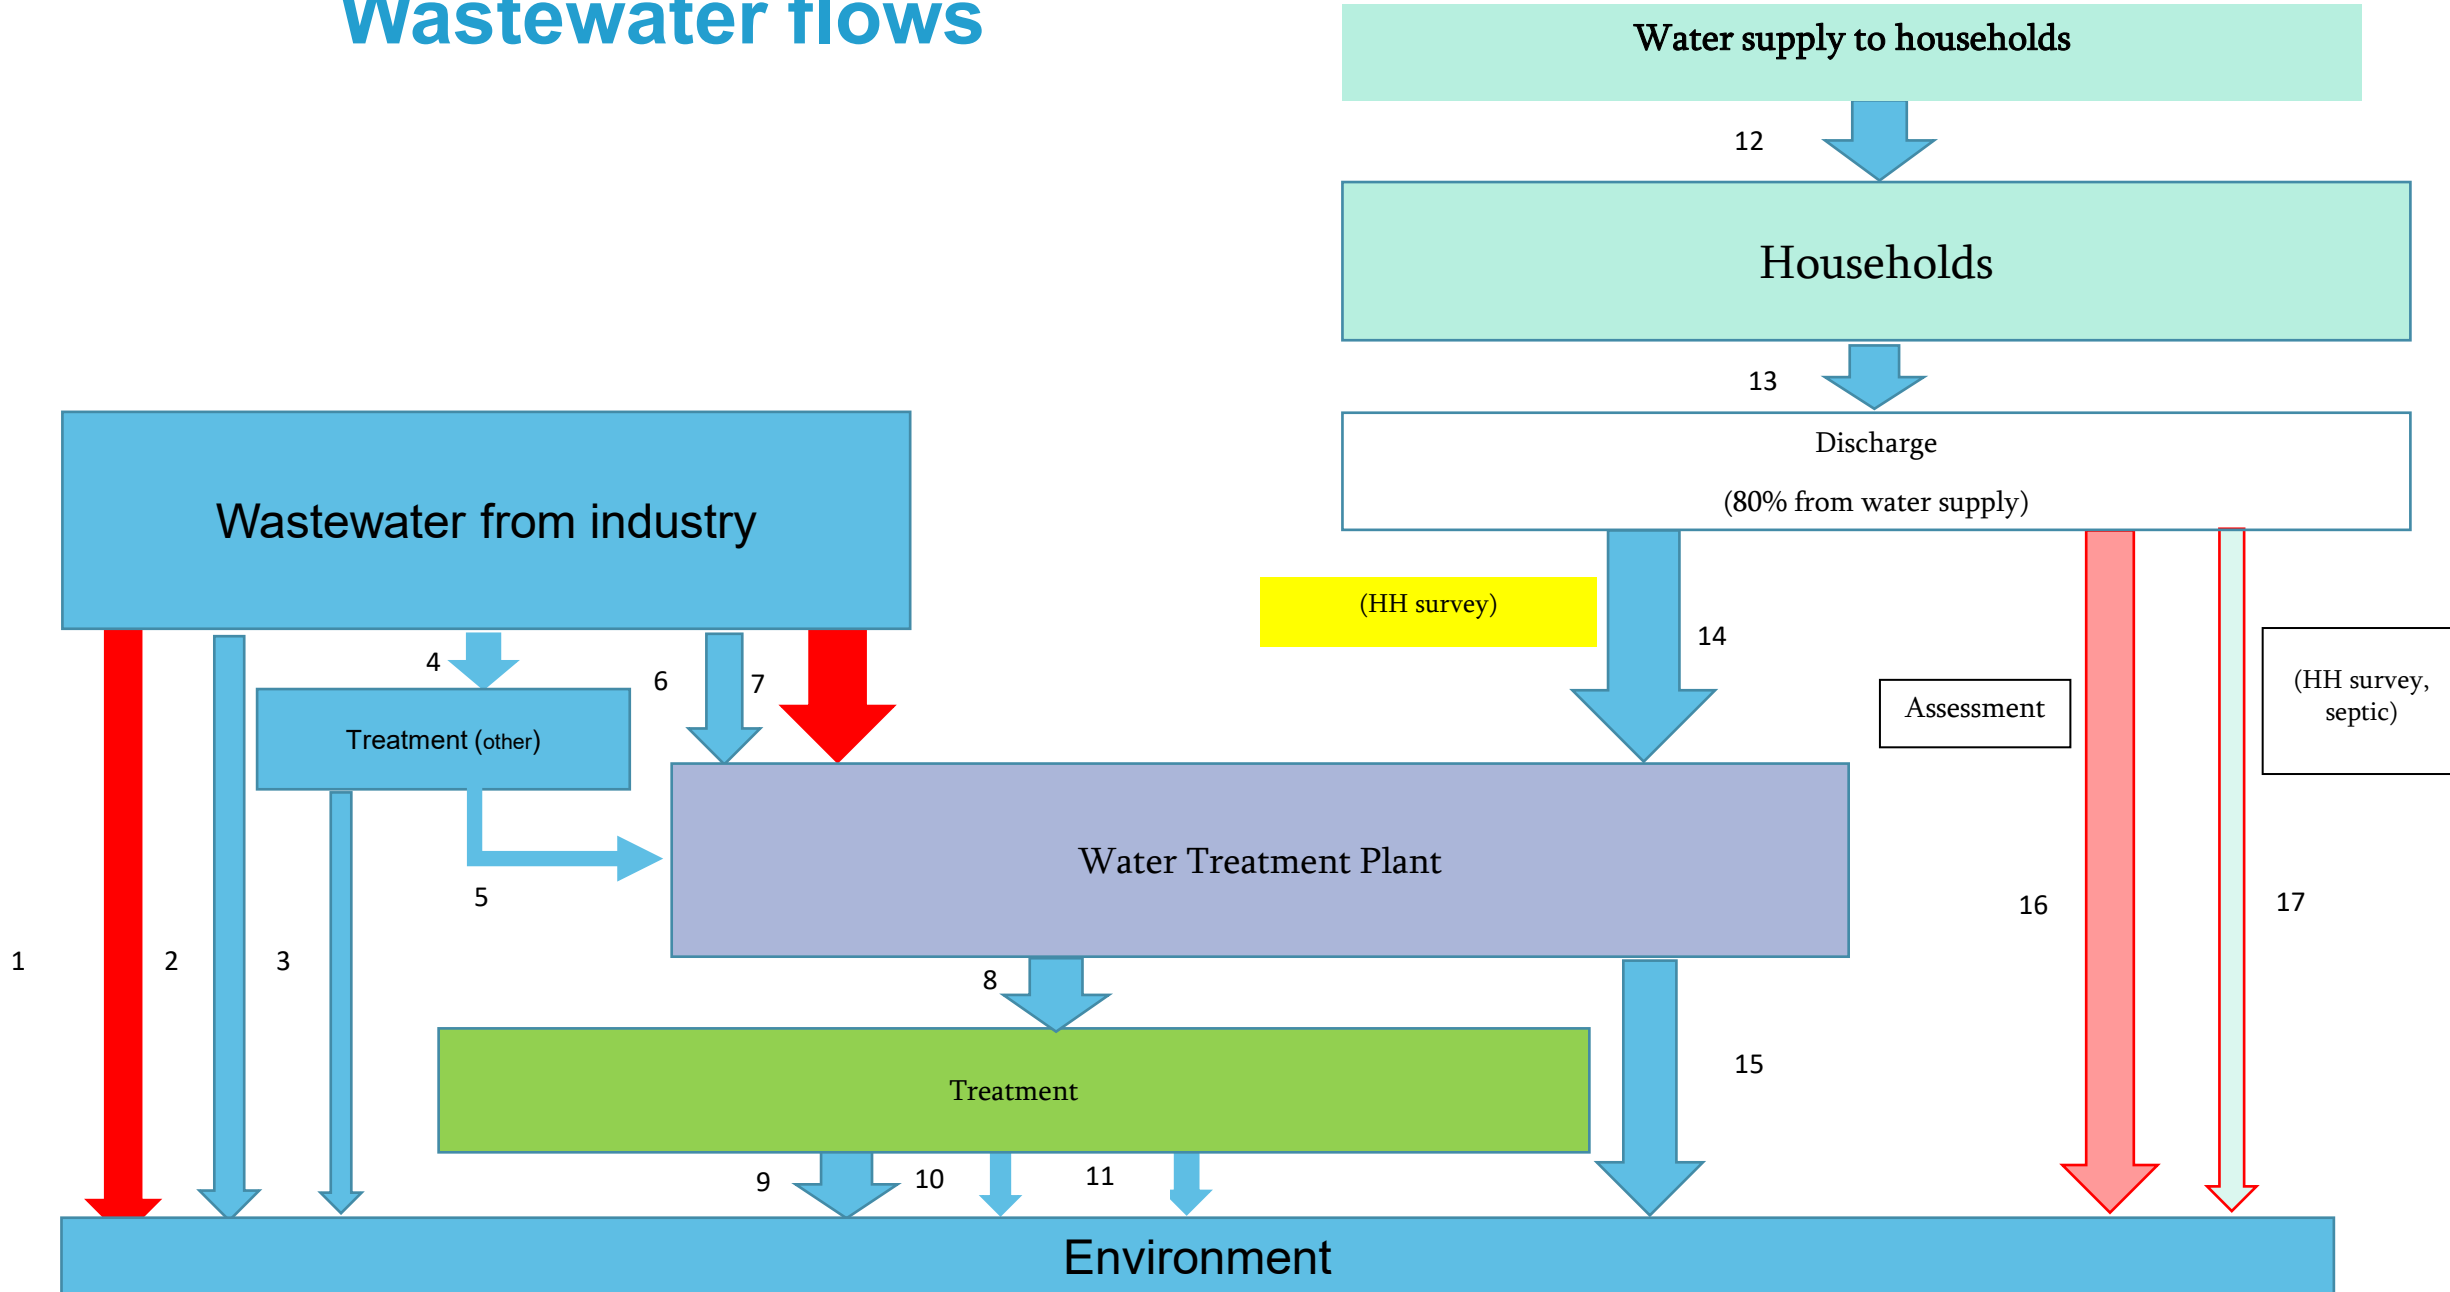 Wastewater flows
Water supply to households
12
Households
13
Discharge
(80% from water supply)
Wastewater from industry
(HH survey)
14
4
6
7
Assessment
(HH survey,
septic)
Treatment (other)
Water Treatment Plant
5
16
17
1
2
3
8
15
Treatment
9
10
11
Environment